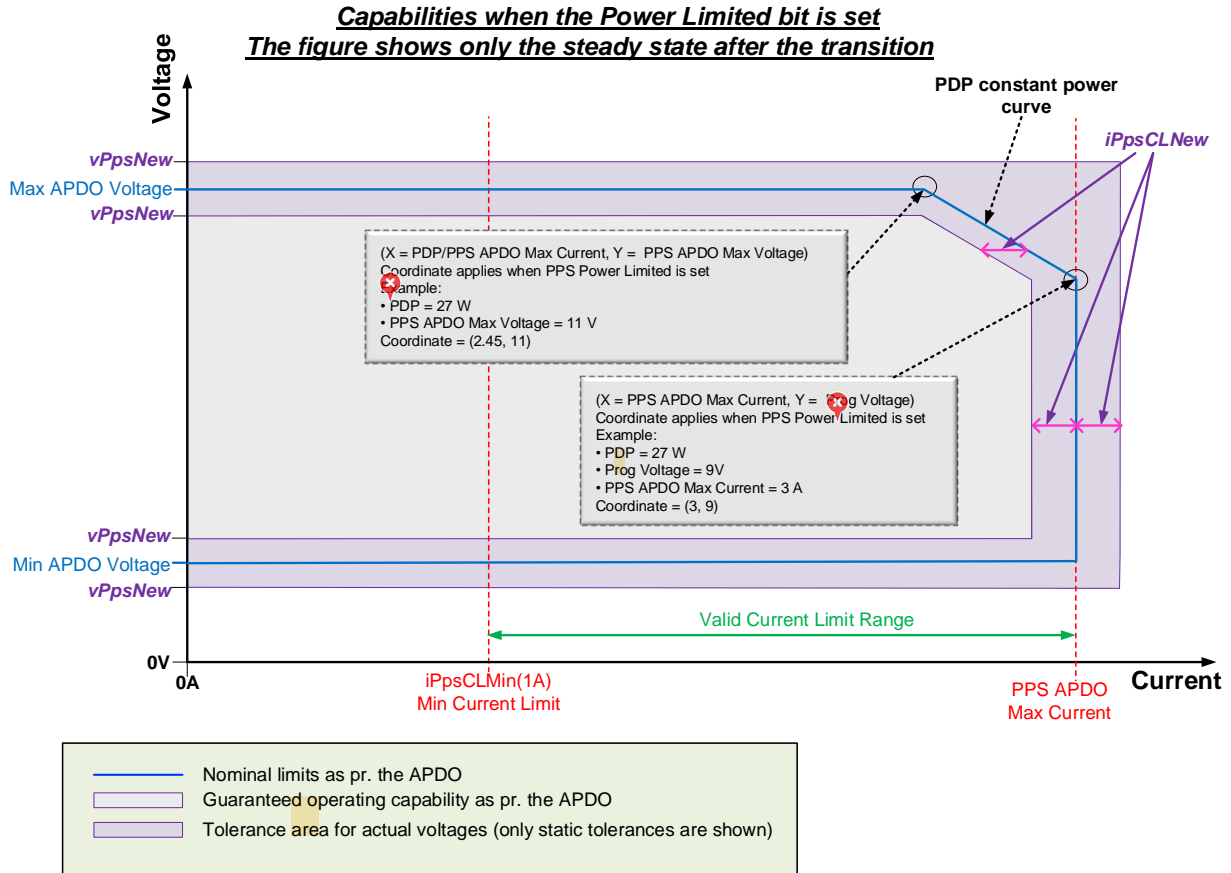 Capabilities when the Power Limited bit is set
The figure shows only the steady state after the transition
Voltage
PDP constant power
curve
iPpsCLNew
vPpsNew
Max APDO Voltage
vPpsNew
(X = PDP/PPS APDO Max Current, Y = PPS APDO Max Voltage)
Coordinate applies when PPS Power Limited is set
Example:
• PDP = 27 W
• PPS APDO Max Voltage = 11 V
Coordinate = (2.45, 11)
(X = PPS APDO Max Current, Y = Prog Voltage)
Coordinate applies when PPS Power Limited is set
Example:
• PDP = 27 W
• Prog Voltage = 9V
• PPS APDO Max Current = 3 A
Coordinate = (3, 9)
vPpsNew
Min APDO Voltage
vPpsNew
Valid Current Limit Range
0V
0A
iPpsCLMin(1A)
Min Current Limit
PPS APDO
Max Current
Current
Nominal limits as pr. the APDO
Guaranteed operating capability as pr. the APDO
Tolerance area for actual voltages (only static tolerances are shown)